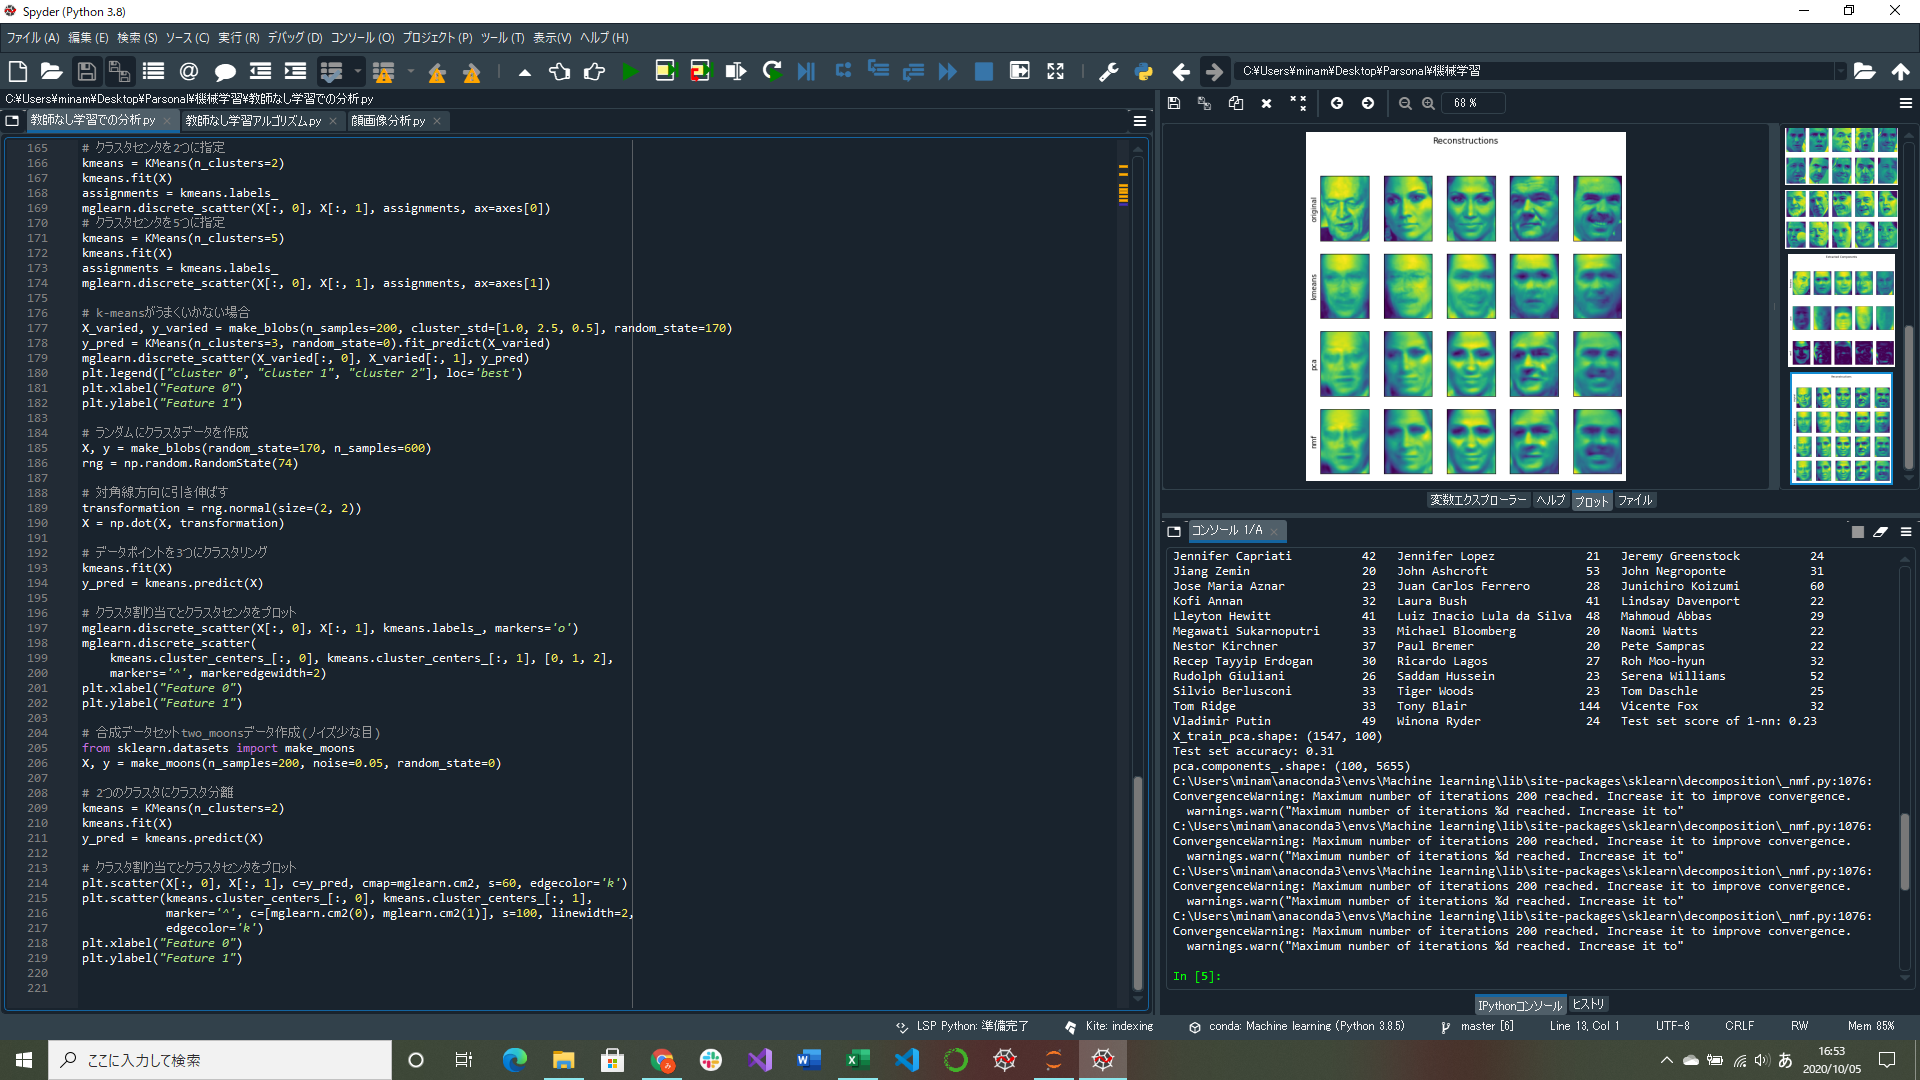 Spyder (Python 3.8)
ファイル (A) 編集 (E) 検索 (S) ソース (C) 実行 (R) デバッグ (D) コンソール (O) プロジェクト (P) ツール (T) 表示(V) ヘルプ (H)
C:¥Users¥minam¥Desktop¥Parsonal¥機械学習
C:¥Users¥minam¥Desktop¥Parsonal¥機械学習¥教師なし学習での分析.py
教師なし学習での分析.py 教師なし学習アルゴリズム.py 顔画像分析.py
165 # クラスタセンタを2つに指定
166 kmeans = KMeans(n_clusters=2)
167 kmeans.fit(X)
168 assignments = kmeans.labels_
169 mglearn.discrete_scatter(X[:, 0], X[:, 1], assignments, ax=axes[0])
170 # クラスタセンタを5つに指定
171 kmeans = KMeans(n_clusters=5)
172 kmeans.fit(X)
173 assignments = kmeans.labels_
174 mglearn.discrete_scatter(X[:, 0], X[:, 1], assignments, ax=axes[1])
175
176 # k-meansがうまくいかない場合
177 X_varied, y_varied = make_blobs(n_samples=200, cluster_std=[1.0, 2.5, 0.5], random_state=170)
178 y_pred = KMeans(n_clusters=3, random_state=0).fit_predict(X_varied)
179 mglearn.discrete_scatter(X_varied[:, 0], X_varied[:, 1], y_pred)
180 plt.legend(["cluster 0", "cluster 1", "cluster 2"], loc='best')
181 plt.xlabel("Feature 0")
182 plt.ylabel("Feature 1")
183
184 # ランダムにクラスタデータを作成
185 X, y = make_blobs(random_state=170, n_samples=600)
186 rng = np.random.RandomState(74)
187
188 # 対角線方向に引き伸ばす
189 transformation = rng.normal(size=(2, 2))
190 X = np.dot(X, transformation)
191
192 # データポイントを3つにクラスタリング
193 kmeans.fit(X)
194 y_pred = kmeans.predict(X)
195
196 # クラスタ割り当てとクラスタセンタをプロット
197 mglearn.discrete_scatter(X[:, 0], X[:, 1], kmeans.labels_, markers='o')
198 mglearn.discrete_scatter(
199 kmeans.cluster_centers_[:, 0], kmeans.cluster_centers_[:, 1], [0, 1, 2],
200 markers='^', markeredgewidth=2)
201 plt.xlabel("Feature 0")
202 plt.ylabel("Feature 1")
203
204 # 合成データセットtwo_moonsデータ作成(ノイズ少な目)
205 from sklearn.datasets import make_moons
206 X, y = make_moons(n_samples=200, noise=0.05, random_state=0)
207
208 # 2つのクラスタにクラスタ分離
209 kmeans = KMeans(n_clusters=2)
210 kmeans.fit(X)
211 y_pred = kmeans.predict(X)
212
213 # クラスタ割り当てとクラスタセンタをプロット
214 plt.scatter(X[:, 0], X[:, 1], c=y_pred, cmap=mglearn.cm2, s=60, edgecolor='k')
215 plt.scatter(kmeans.cluster_centers_[:, 0], kmeans.cluster_centers_[:, 1],
216 marker='^', c=[mglearn.cm2(0), mglearn.cm2(1)], s=100, linewidth=2,
217 edgecolor='k')
218 plt.xlabel("Feature 0")
219 plt.ylabel("Feature 1")
220
221
68 %
Reconstructions
original
kmeans
pca
nmf
変数エクスプローラー ヘルプ プロット ファイル
コンソール 1/A
Jennifer Capriati 42 Jennifer Lopez 21 Jeremy Greenstock 24
Jiang Zemin 20 John Ashcroft 53 John Negroponte 31
Jose Maria Aznar 23 Juan Carlos Ferrero 28 Junichiro Koizumi 60
Kofi Annan 32 Laura Bush 41 Lindsay Davenport 22
Lleyton Hewitt 41 Luiz Inacio Lula da Silva 48 Mahmoud Abbas 29
Megawati Sukarnoputri 33 Michael Bloomberg 20 Naomi Watts 22
Nestor Kirchner 37 Paul Bremer 20 Pete Sampras 22
Recep Tayyip Erdogan 30 Ricardo Lagos 27 Roh Moo-hyun 32
Rudolph Giuliani 26 Saddam Hussein 23 Serena Williams 52
Silvio Berlusconi 33 Tiger Woods 23 Tom Daschle 25
Tom Ridge 33 Tony Blair 144 Vicente Fox 32
Vladimir Putin 49 Winona Ryder 24 Test set score of 1-nn: 0.23
X_train_pca.shape: (1547, 100)
Test set accuracy: 0.31
pca.components_.shape: (100, 5655)
C:\Users\minam\anaconda3\envs\Machine learning\lib\site-packages\sklearn\decomposition\_nmf.py:1076:
ConvergenceWarning: Maximum number of iterations 200 reached. Increase it to improve convergence.
warnings.warn("Maximum number of iterations %d reached. Increase it to"
C:\Users\minam\anaconda3\envs\Machine learning\lib\site-packages\sklearn\decomposition\_nmf.py:1076:
ConvergenceWarning: Maximum number of iterations 200 reached. Increase it to improve convergence.
warnings.warn("Maximum number of iterations %d reached. Increase it to"
C:\Users\minam\anaconda3\envs\Machine learning\lib\site-packages\sklearn\decomposition\_nmf.py:1076:
ConvergenceWarning: Maximum number of iterations 200 reached. Increase it to improve convergence.
warnings.warn("Maximum number of iterations %d reached. Increase it to"
C:\Users\minam\anaconda3\envs\Machine learning\lib\site-packages\sklearn\decomposition\_nmf.py:1076:
ConvergenceWarning: Maximum number of iterations 200 reached. Increase it to improve convergence.
warnings.warn("Maximum number of iterations %d reached. Increase it to"
In [5]:
IPythonコンソール ヒストリ
LSP Python: 準備完了 Kite: indexing conda: Machine learning (Python 3.8.5) master [6] Line 13, Col 1 UTF-8 CRLF RW Mem 85%
ここに入力して検索
あ 16:53
2020/10/05